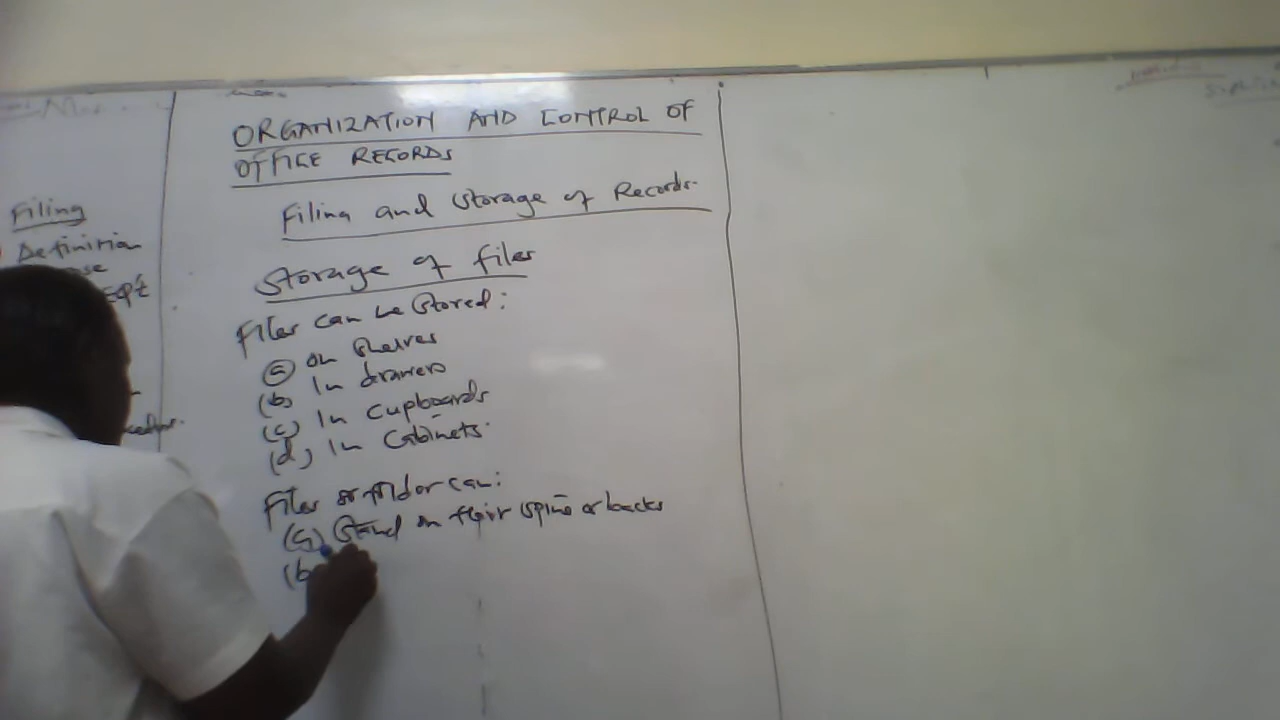 Filing
Definition
ORGANIZATION AND CONTROL OF
OFFICE RECORDS
Filing and Storage of Records.
Storage of files
Files can be stored:
(a) on shelves
(b) In drawers
(c) In Cupboards
(d) In Cabinets.
Files or folder can:
(a) Stand on their spine or backs
(b